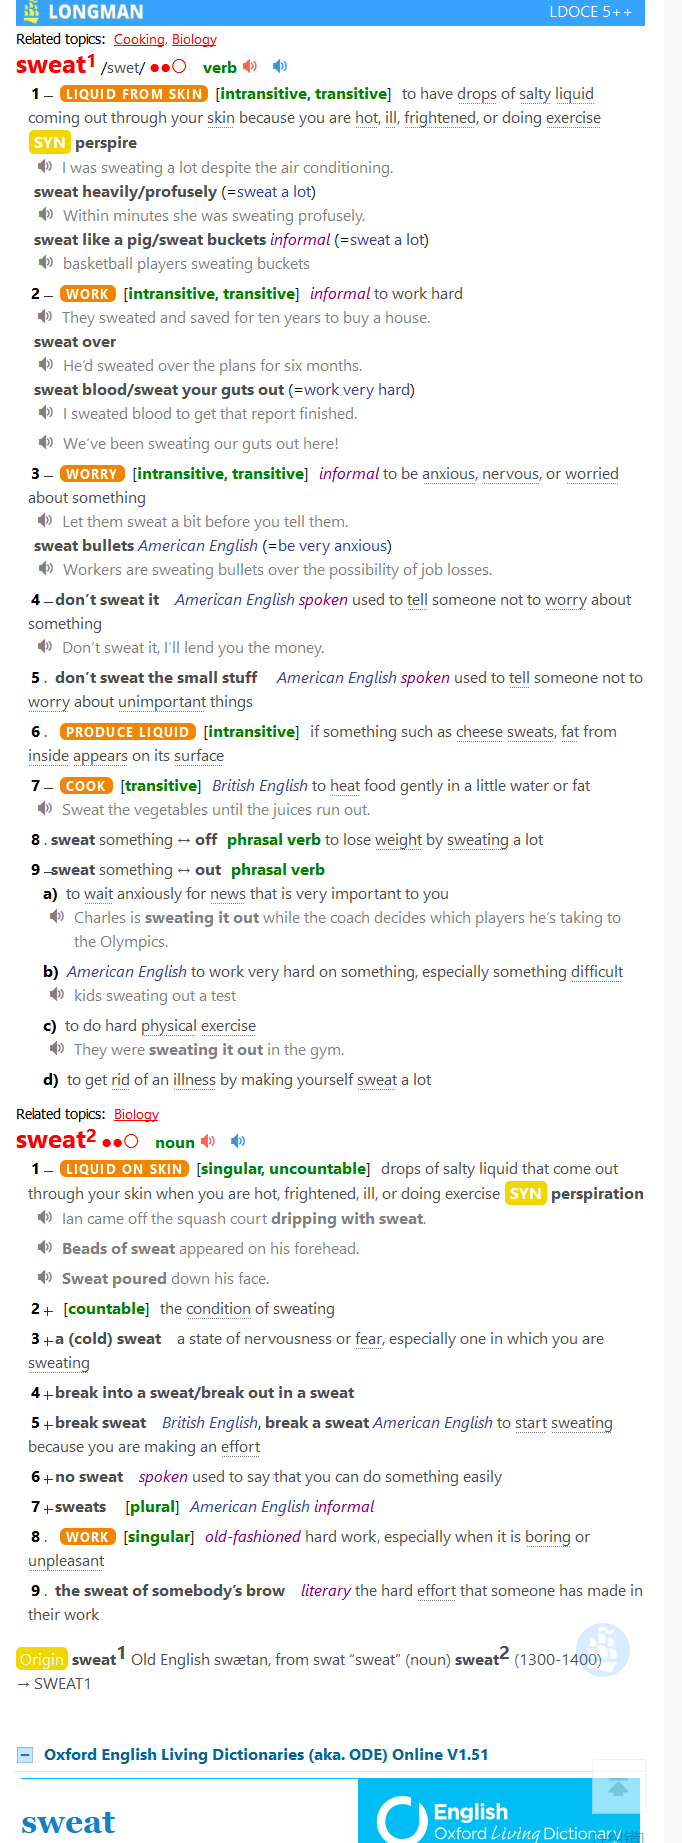 LONGMAN LDOCE 5++
Related topics: Cooking, Biology
sweat1 /swet/ ●●○ verb
1 – LIQUID FROM SKIN [intransitive, transitive] to have drops of salty liquid
coming out through your skin because you are hot, ill, frightened, or doing exercise
SYN perspire
I was sweating a lot despite the air conditioning.
sweat heavily/profusely (=sweat a lot)
Within minutes she was sweating profusely.
sweat like a pig/sweat buckets informal (=sweat a lot)
basketball players sweating buckets
2 – WORK [intransitive, transitive] informal to work hard
They sweated and saved for ten years to buy a house.
sweat over
He’d sweated over the plans for six months.
sweat blood/sweat your guts out (=work very hard)
I sweated blood to get that report finished.
We’ve been sweating our guts out here!
3 – WORRY [intransitive, transitive] informal to be anxious, nervous, or worried
about something
Let them sweat a bit before you tell them.
sweat bullets American English (=be very anxious)
Workers are sweating bullets over the possibility of job losses.
4 – don’t sweat it American English spoken used to tell someone not to worry about
something
Don’t sweat it, I’ll lend you the money.
5 . don’t sweat the small stuff American English spoken used to tell someone not to
worry about unimportant things
6 . PRODUCE LIQUID [intransitive] if something such as cheese sweats, fat from
inside appears on its surface
7 – COOK [transitive] British English to heat food gently in a little water or fat
Sweat the vegetables until the juices run out.
8 . sweat something ↔ off phrasal verb to lose weight by sweating a lot
9 – sweat something ↔ out phrasal verb
a) to wait anxiously for news that is very important to you
Charles is sweating it out while the coach decides which players he’s taking to
the Olympics.
b) American English to work very hard on something, especially something difficult
kids sweating out a test
c) to do hard physical exercise
They were sweating it out in the gym.
d) to get rid of an illness by making yourself sweat a lot
Related topics: Biology
sweat2 ●●○ noun
1 – LIQUID ON SKIN [singular, uncountable] drops of salty liquid that come out
through your skin when you are hot, frightened, ill, or doing exercise SYN perspiration
Ian came off the squash court dripping with sweat.
Beads of sweat appeared on his forehead.
Sweat poured down his face.
2 + [countable] the condition of sweating
3 + a (cold) sweat a state of nervousness or fear, especially one in which you are
sweating
4 + break into a sweat/break out in a sweat
5 + break sweat British English, break a sweat American English to start sweating
because you are making an effort
6 + no sweat spoken used to say that you can do something easily
7 + sweats [plural] American English informal
8 . WORK [singular] old-fashioned hard work, especially when it is boring or
unpleasant
9 . the sweat of somebody’s brow literary the hard effort that someone has made in
their work
Origin sweat1 Old English swætan, from swat “sweat” (noun) sweat2 (1300-1400)
→ SWEAT1
Oxford English Living Dictionaries (aka. ODE) Online V1.51
sweat
English
Oxford Living Dictionary